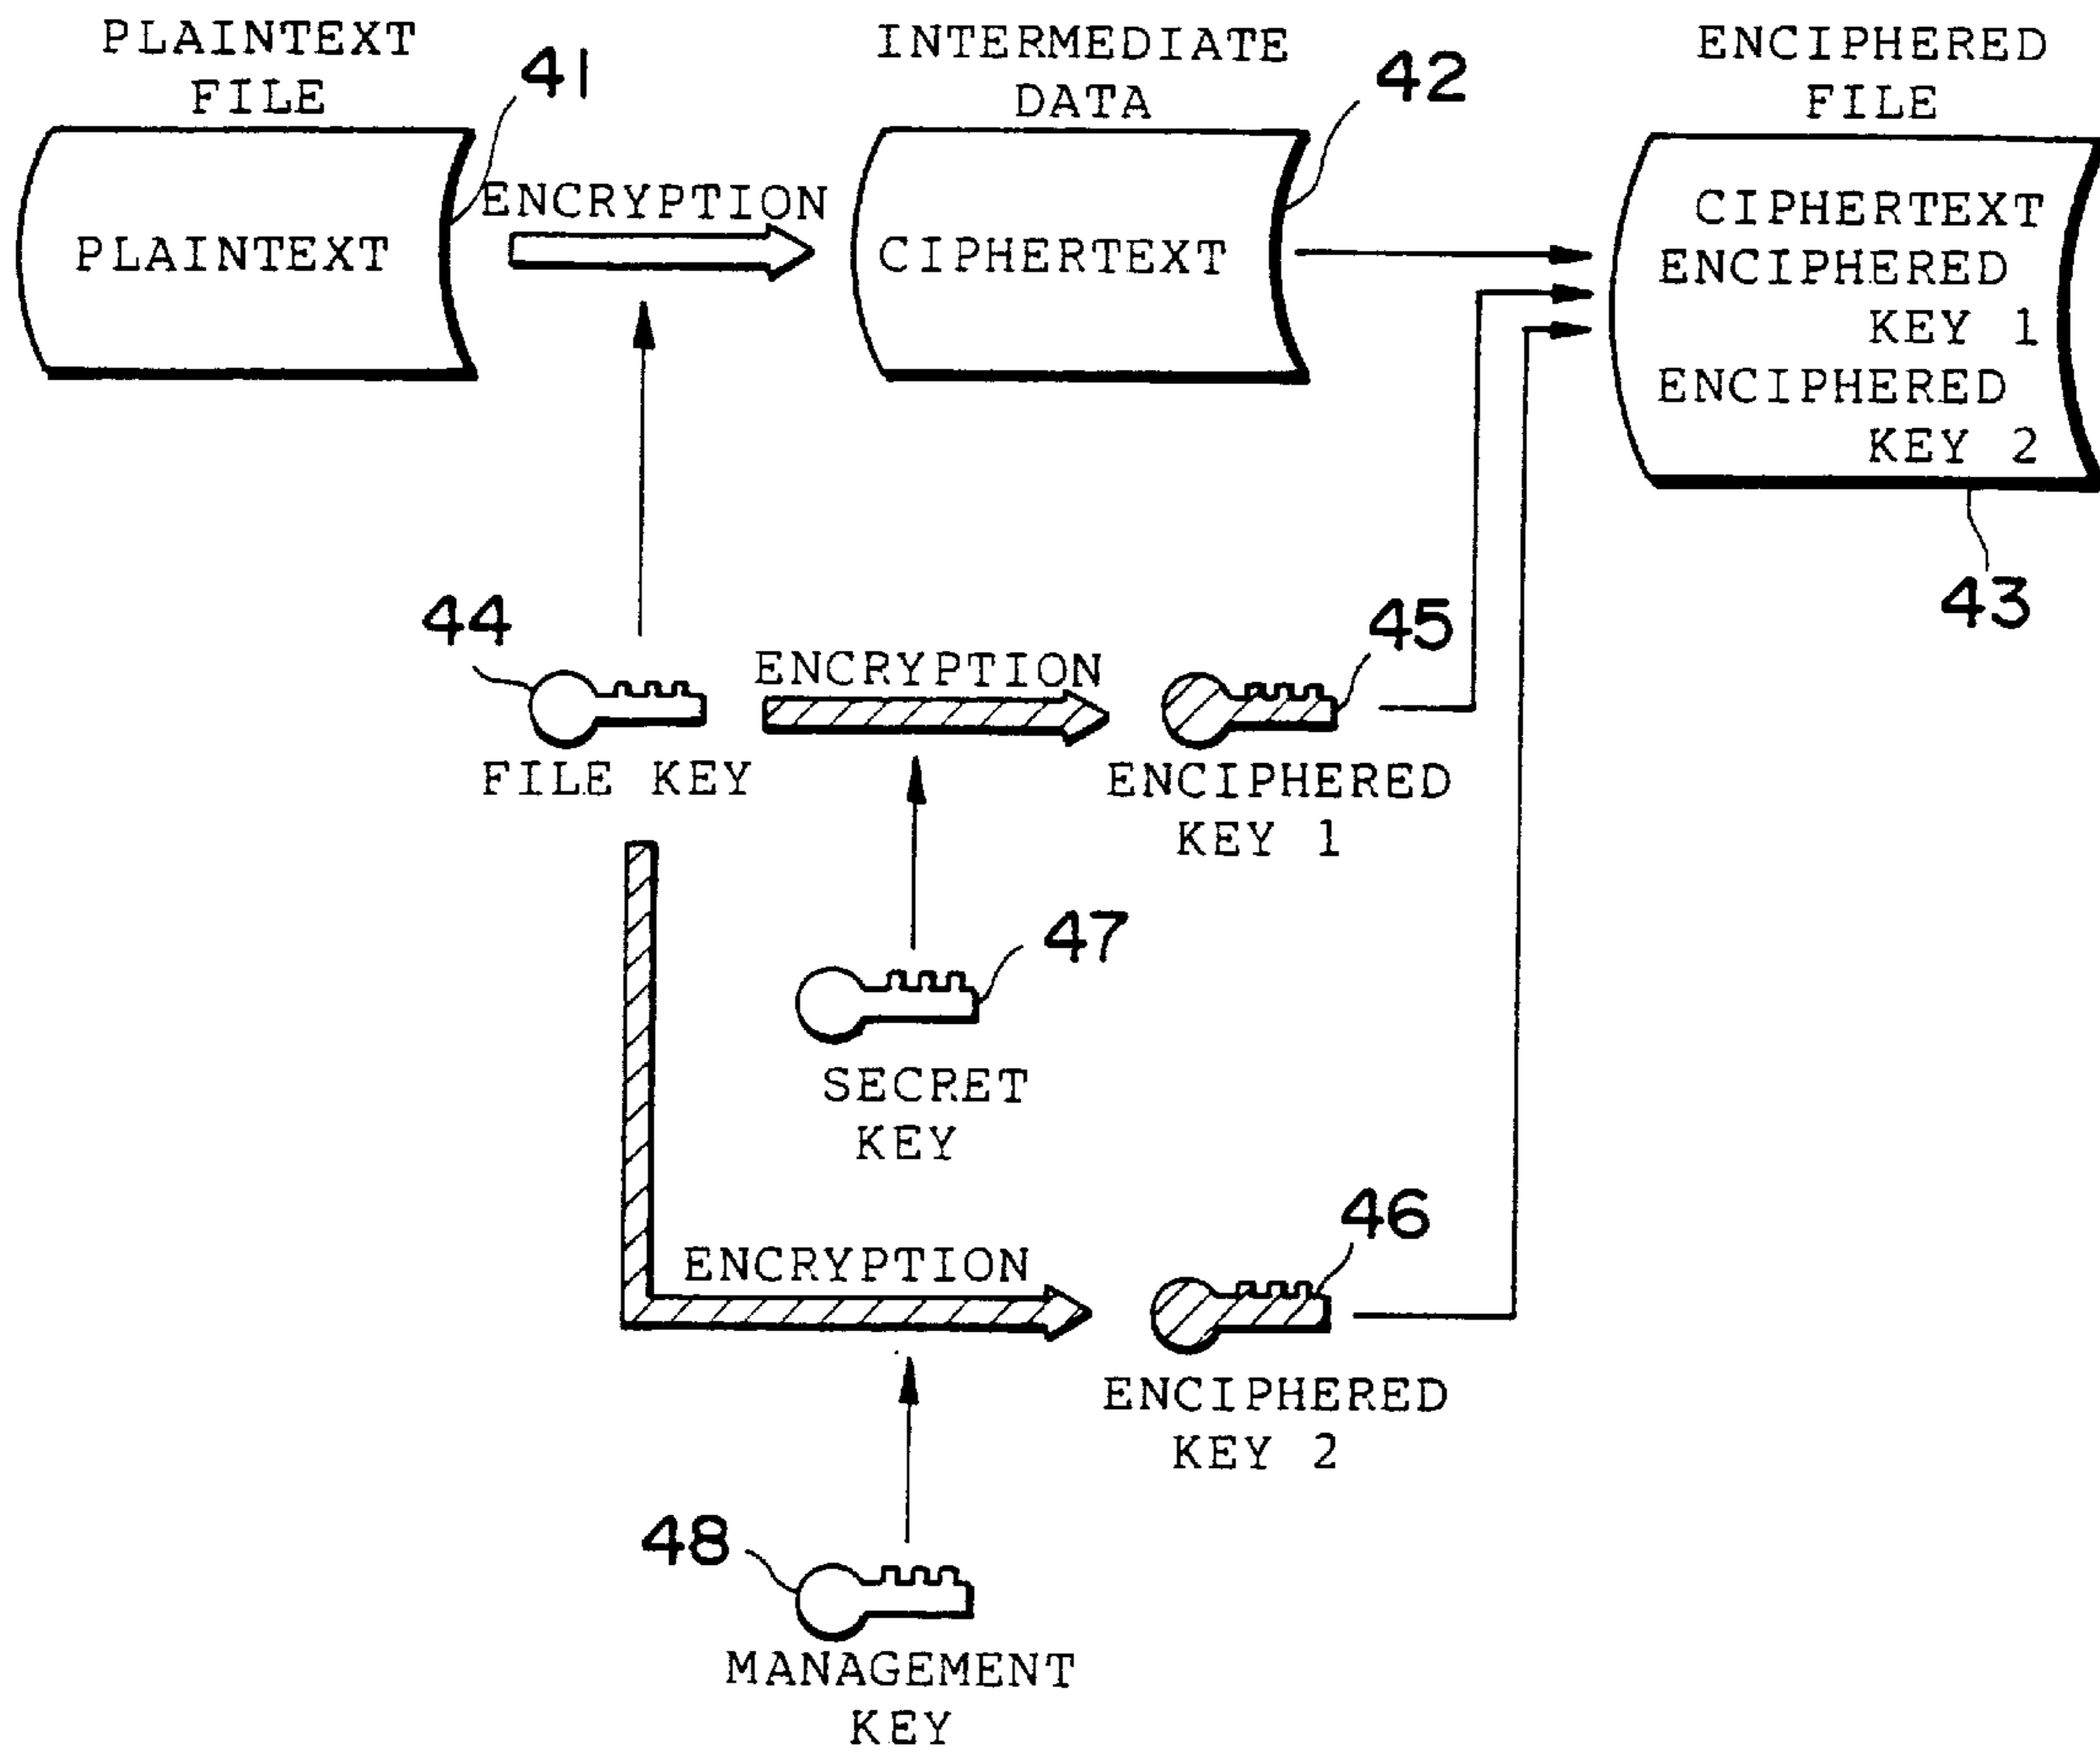 PLAINTEXT
FILE
41
INTERMEDIATE
DATA
42
ENCIPHERED
FILE
PLAINTEXT
ENCRYPTION
CIPHERTEXT
CIPHERTEXT
ENCIPHERED
KEY 1
ENCIPHERED
KEY 2
43
44
FILE KEY
ENCRYPTION
45
ENCIPHERED
KEY 1
47
SECRET
KEY
ENCRYPTION
46
ENCIPHERED
KEY 2
48
MANAGEMENT
KEY